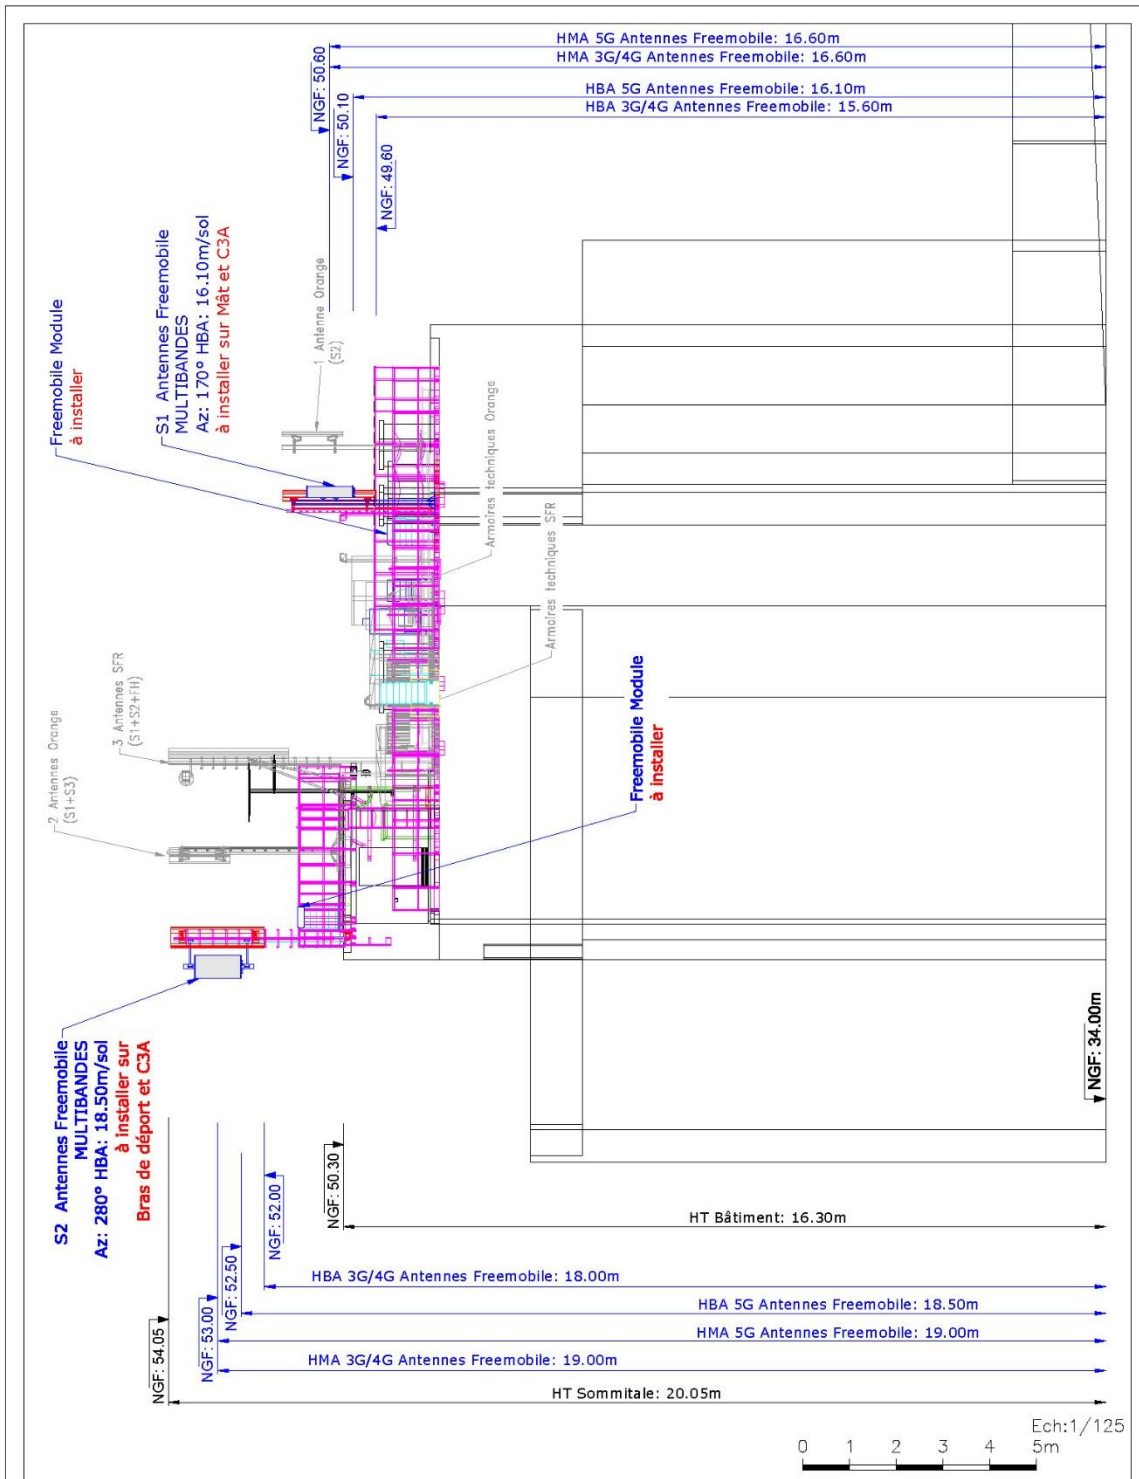 HMA 5G Antennes Freemobile: 16.60m
HMA 3G/4G Antennes Freemobile: 16.60m
HBA 5G Antennes Freemobile: 16.10m
HBA 3G/4G Antennes Freemobile: 15.60m
NGF: 50.60
NGF: 50.10
NGF: 49.60
S1 Antennes Freemobile
MULTIBANDES
Az: 170° HBA: 16.10m/sol
à installer sur Mât et C3A
Freemobile Module
à installer
1 Antenne Orange
(S2)
Armoires techniques Orange
Armoires techniques SFR
3 Antennes SFR
(S1+S2+FH)
2 Antennes Orange
(S1+S3)
Freemobile Module
à installer
S2 Antennes Freemobile
MULTIBANDES
Az: 280° HBA: 18.50m/sol
à installer sur
Bras de déport et C3A
NGF: 34.00m
NGF: 50.30
NGF: 52.00
NGF: 52.50
NGF: 53.00
NGF: 54.05
HT Bâtiment: 16.30m
HBA 3G/4G Antennes Freemobile: 18.00m
HBA 5G Antennes Freemobile: 18.50m
HMA 5G Antennes Freemobile: 19.00m
HMA 3G/4G Antennes Freemobile: 19.00m
HT Sommitale: 20.05m
Ech:1/125
0 1 2 3 4 5m